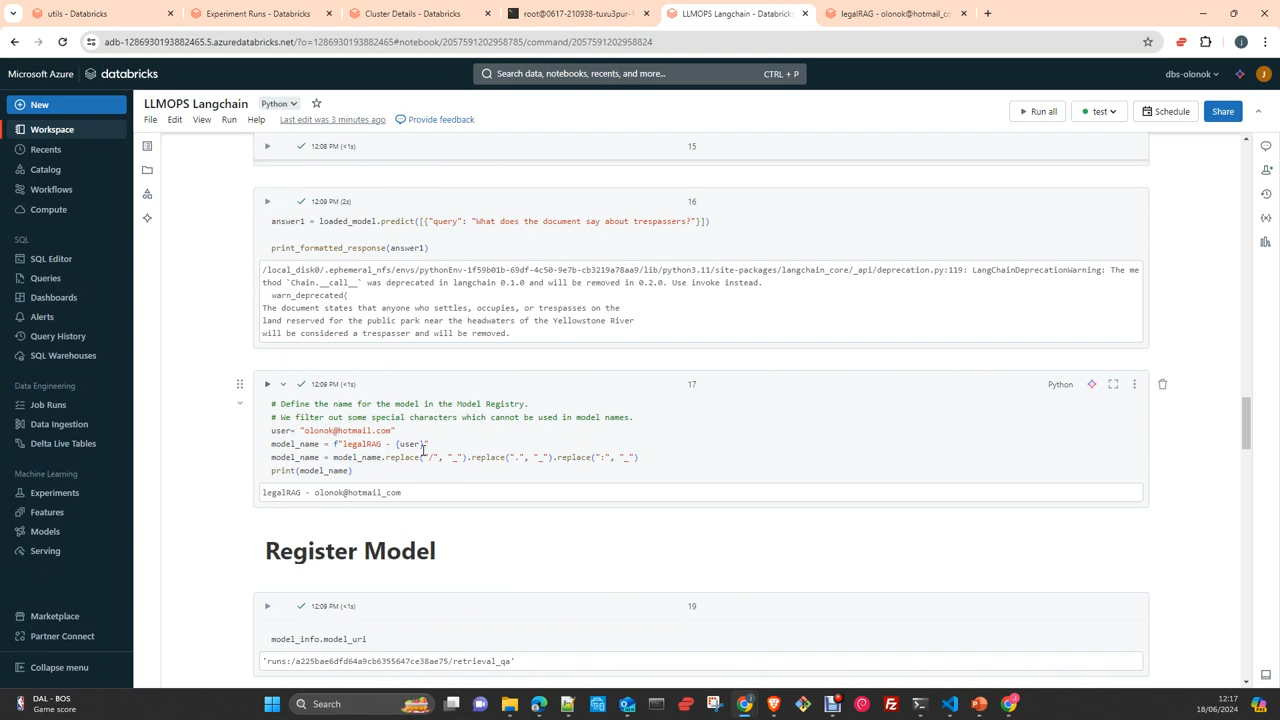 utils - Databricks
Experiment Runs - Databricks
Cluster Details - Databricks
root@0617-210938-tuxu3pur-1
LLMOPS Langchain - Databricks
legalRAG - olonok@hotmail_co
adb-1286930193882465.5.azuredatabricks.net/?o=1286930193882465#notebook/2057591202958785/command/2057591202958824
Microsoft Azure
databricks
Search data, notebooks, recents, and more...
CTRL + P
dbs-olonok
J
New
Workspace
Recents
Catalog
Workflows
Compute
SQL
SQL Editor
Queries
Dashboards
Alerts
Query History
SQL Warehouses
Data Engineering
Job Runs
Data Ingestion
Delta Live Tables
Machine Learning
Experiments
Features
Models
Serving
Marketplace
Partner Connect
Collapse menu
LLMOPS Langchain
Python
File Edit View Run Help
Last edit was 3 minutes ago
Provide feedback
Run all
test
Schedule
Share
12:08 PM (<1s)
15
12:09 PM (2s)
16
answer1 = loaded_model.predict([{"query": "What does the document say about trespassers?"}])
print_formatted_response(answer1)
/local_disk0/.ephemeral_nfs/envs/pythonEnv-1f59b01b-69df-4c50-9e7b-cb3219a78aa9/lib/python3.11/site-packages/langchain_core/_api/deprecation.py:119: LangChainDeprecationWarning: The me
thod `Chain.__call__` was deprecated in langchain 0.1.0 and will be removed in 0.2.0. Use invoke instead.
warn_deprecated(
The document states that anyone who settles, occupies, or trespasses on the
land reserved for the public park near the headwaters of the Yellowstone River
will be considered a trespasser and will be removed.
12:09 PM (<1s)
17
Python
# Define the name for the model in the Model Registry.
# We filter out some special characters which cannot be used in model names.
user= "olonok@hotmail.com"
model_name = f"legalRAG - {user}"
model_name = model_name.replace("/", "_").replace(".", "_").replace(":", "_")
print(model_name)
legalRAG - olonok@hotmail_com
Register Model
12:09 PM (<1s)
19
model_info.model_uri
'runs:/a225bae6dfd64a9cb6355647ce38ae75/retrieval_qa'
DAL - BOS
Game score
Search
12:17
18/06/2024